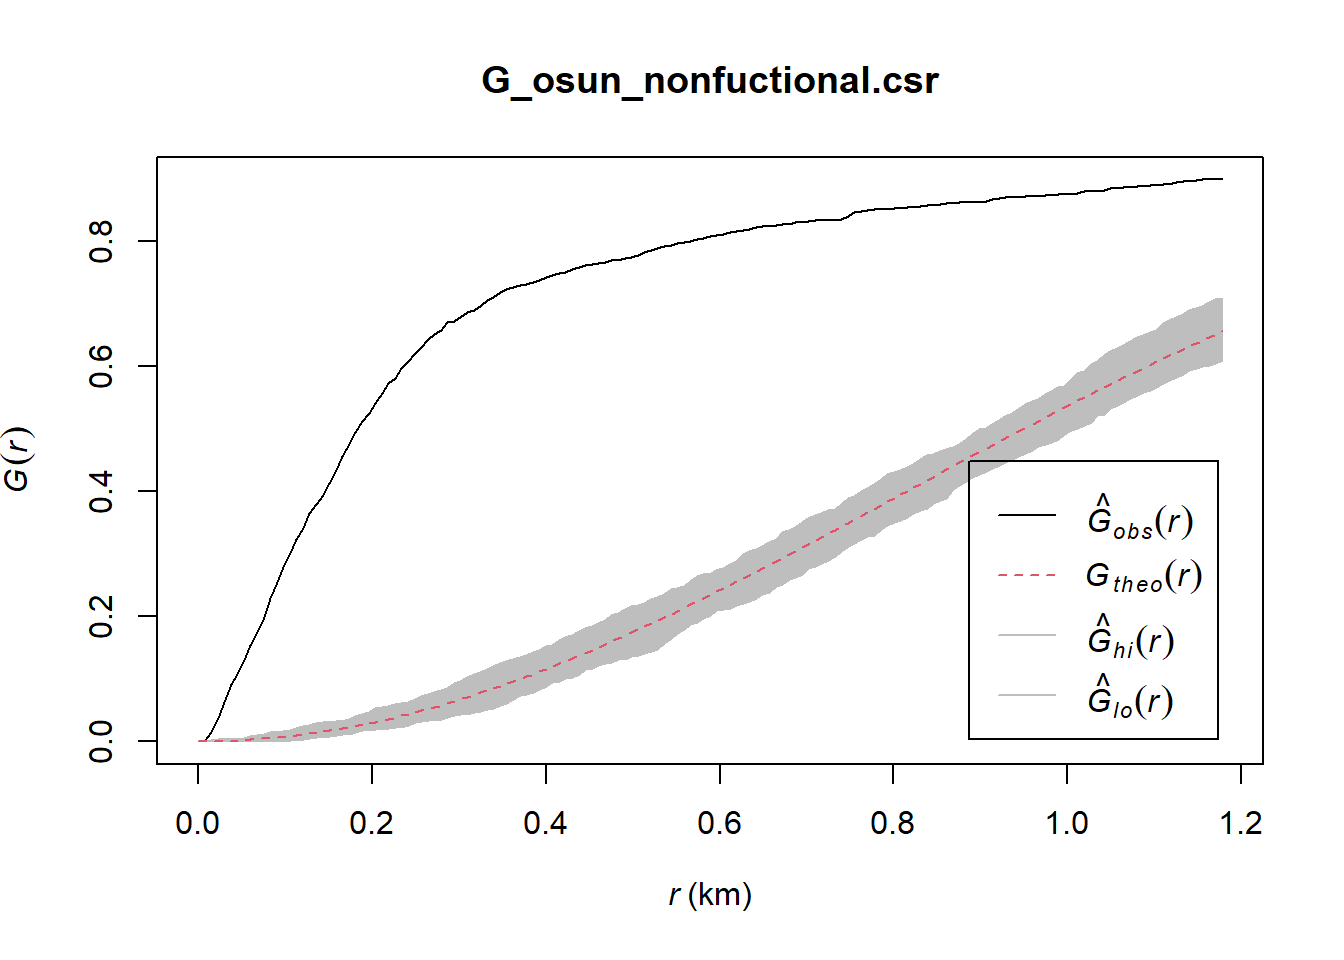 G_osun_nonfuctional.csr
G(r)
0.8
0.6
0.4
0.2
0.0
Ĝobs(r)
Gtheo(r)
Ĝhi(r)
Ĝlo(r)
0.0 0.2 0.4 0.6 0.8 1.0 1.2
r (km)